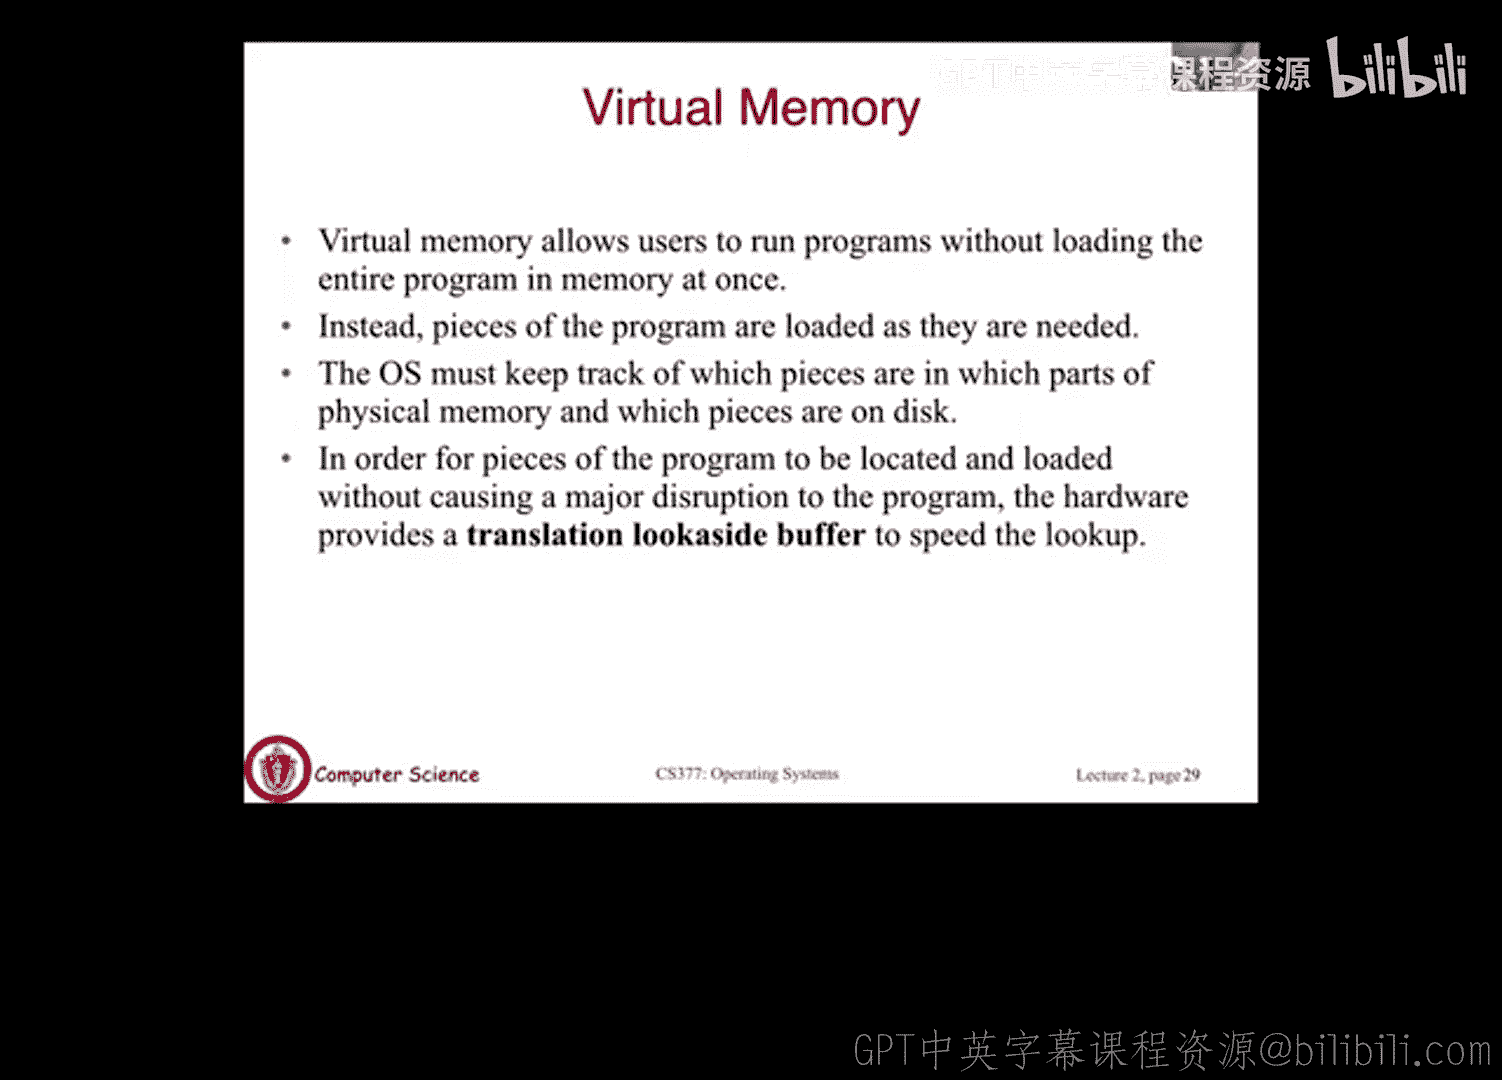 GPT中英字幕课程资源 bilibili
Virtual Memory
• Virtual memory allows users to run programs without loading the
entire program in memory at once.
• Instead, pieces of the program are loaded as they are needed.
• The OS must keep track of which pieces are in which parts of
physical memory and which pieces are on disk.
• In order for pieces of the program to be located and loaded
without causing a major disruption to the program, the hardware
provides a translation lookaside buffer to speed the lookup.
Computer Science
CS377: Operating Systems
Lecture 2, page 29
GPT中英字幕课程资源@bilibili.com